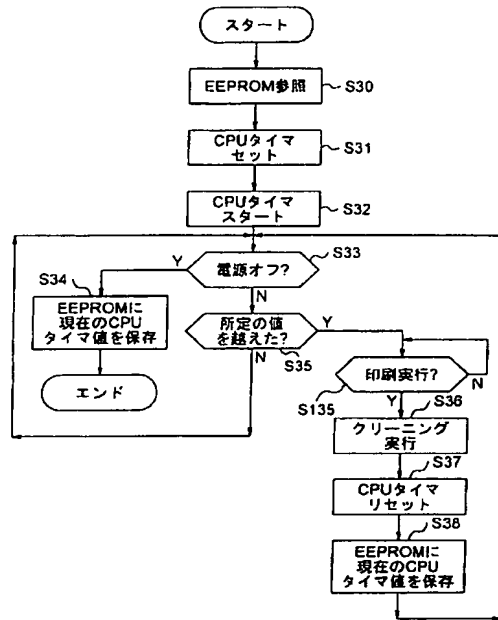 スタート
EEPROM参照
S30
CPUタイマ
セット
S31
CPUタイマ
スタート
S32
電源オフ?
S33
Y
N
S34
EEPROMに
現在のCPU
タイマ値を保存
エンド
所定の値
を越えた?
S35
Y
N
印刷実行?
S135
N
Y
S36
クリーニング
実行
S37
CPUタイマ
リセット
S38
EEPROMに
現在のCPU
タイマ値を保存